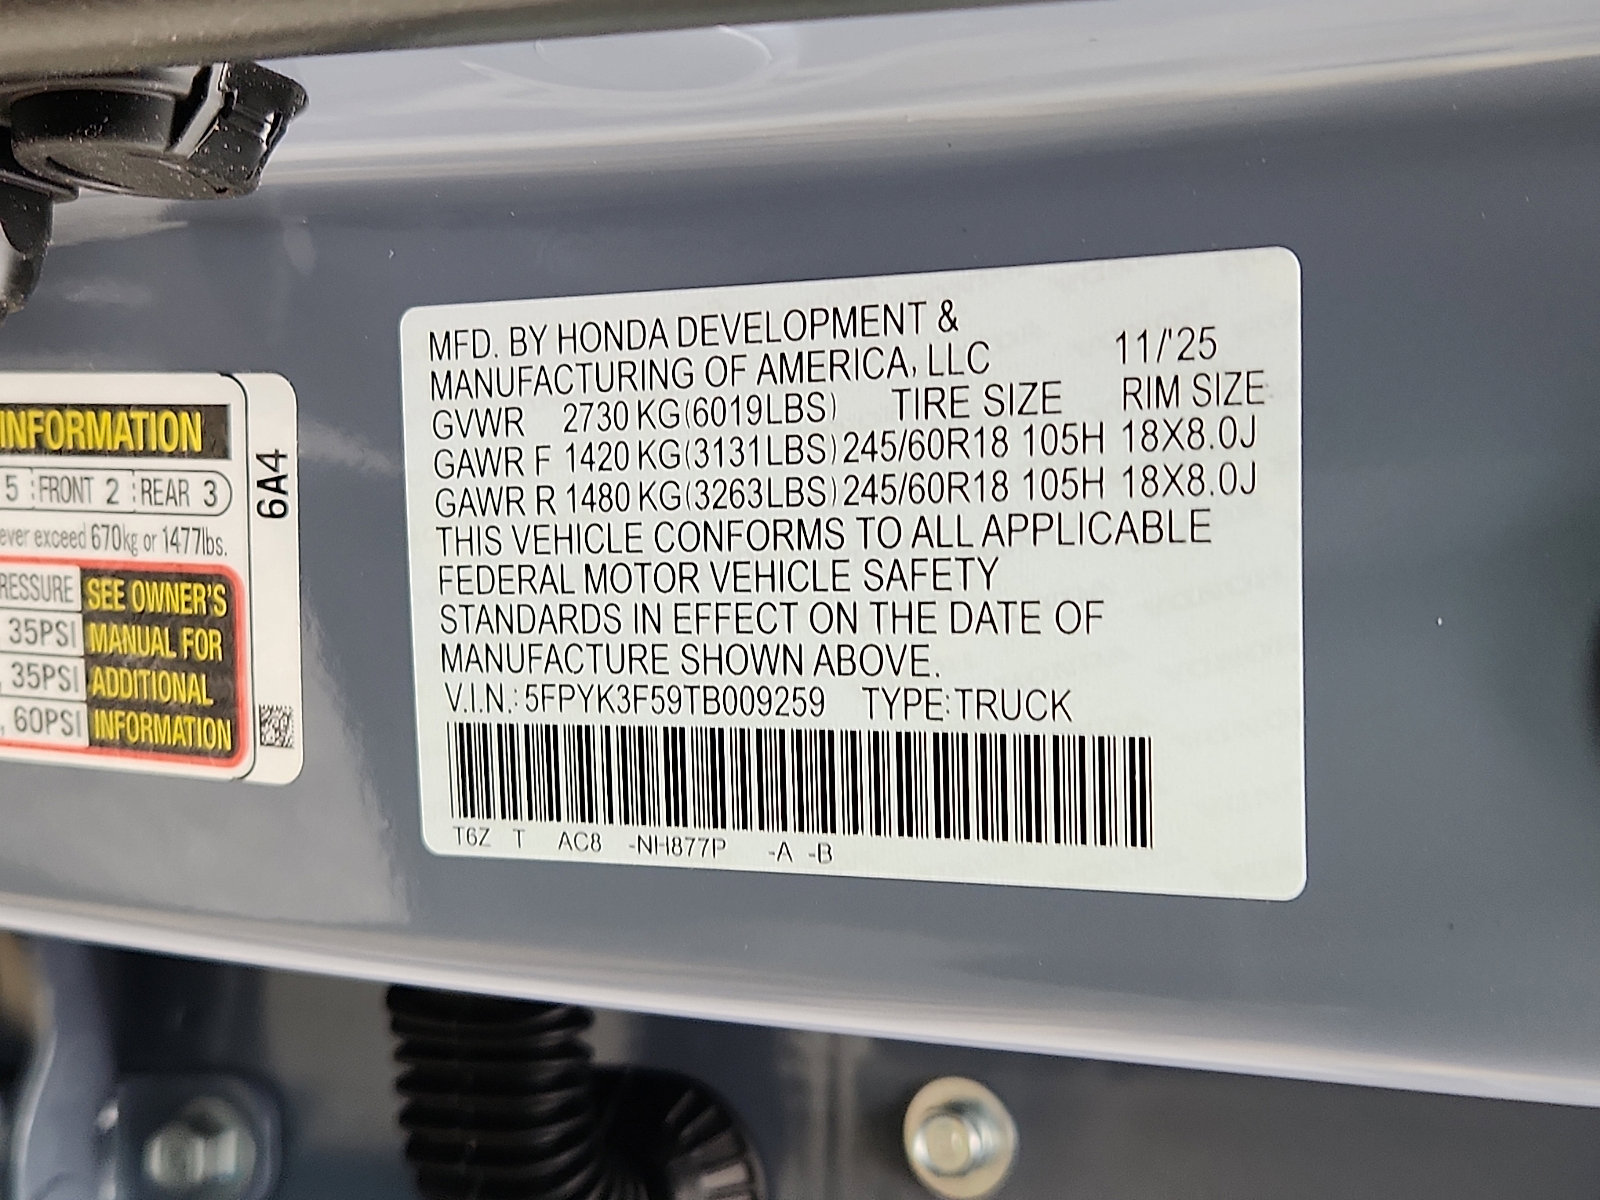 INFORMATION
5 FRONT 2 REAR 3
ever exceed 670kg or 1477lbs.
RESSURE SEE OWNER'S
35PSI MANUAL FOR
, 35PSI ADDITIONAL
, 60PSI INFORMATION
6A4
MFD. BY HONDA DEVELOPMENT &
MANUFACTURING OF AMERICA, LLC 11/'25
GVWR 2730 KG(6019LBS) TIRE SIZE RIM SIZE
GAWR F 1420 KG(3131LBS) 245/60R18 105H 18X8.0J
GAWR R 1480 KG(3263LBS) 245/60R18 105H 18X8.0J
THIS VEHICLE CONFORMS TO ALL APPLICABLE
FEDERAL MOTOR VEHICLE SAFETY
STANDARDS IN EFFECT ON THE DATE OF
MANUFACTURE SHOWN ABOVE.
V.I.N.: 5FPYK3F59TB009259 TYPE: TRUCK
T6Z T AC8 -NH877P -A -B